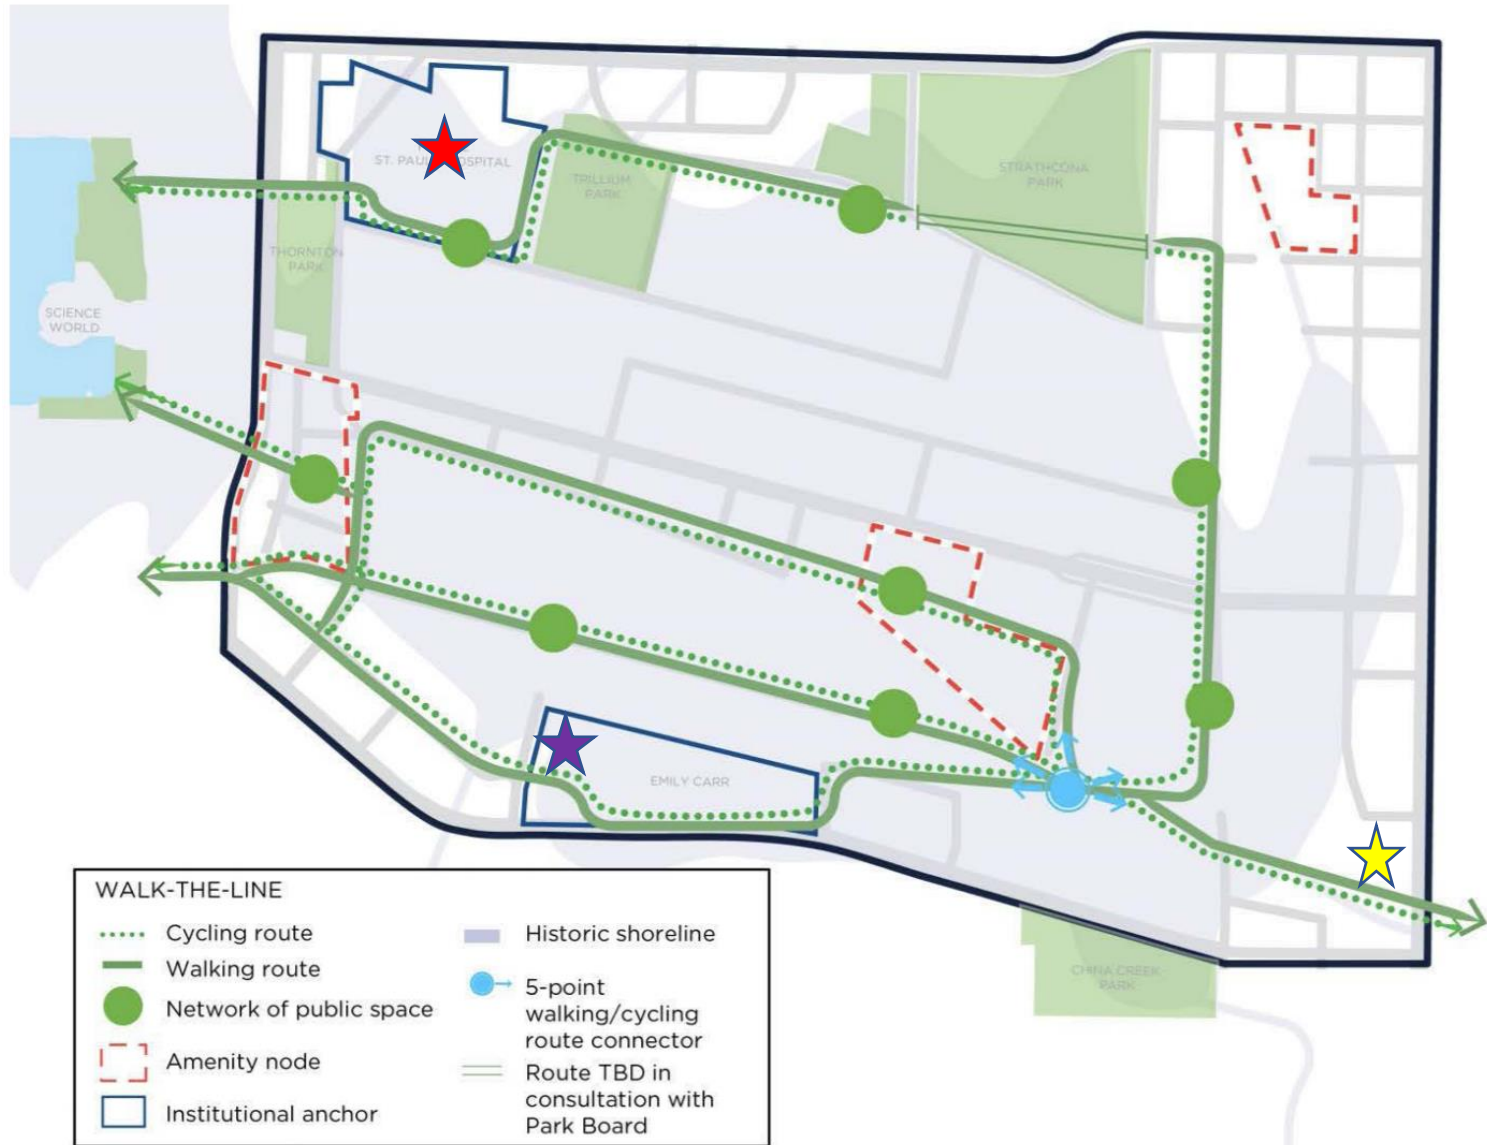 ST. PAUL HOSPITAL
TRILLIUM
PARK
STRATHCONA
PARK
THORNTON
PARK
SCIENCE
WORLD
EMILY CARR
CHINA CREEK
PARK
WALK-THE-LINE
Cycling route
Walking route
Network of public space
Amenity node
Institutional anchor
Historic shoreline
5-point
walking/cycling
route connector
Route TBD in
consultation with
Park Board